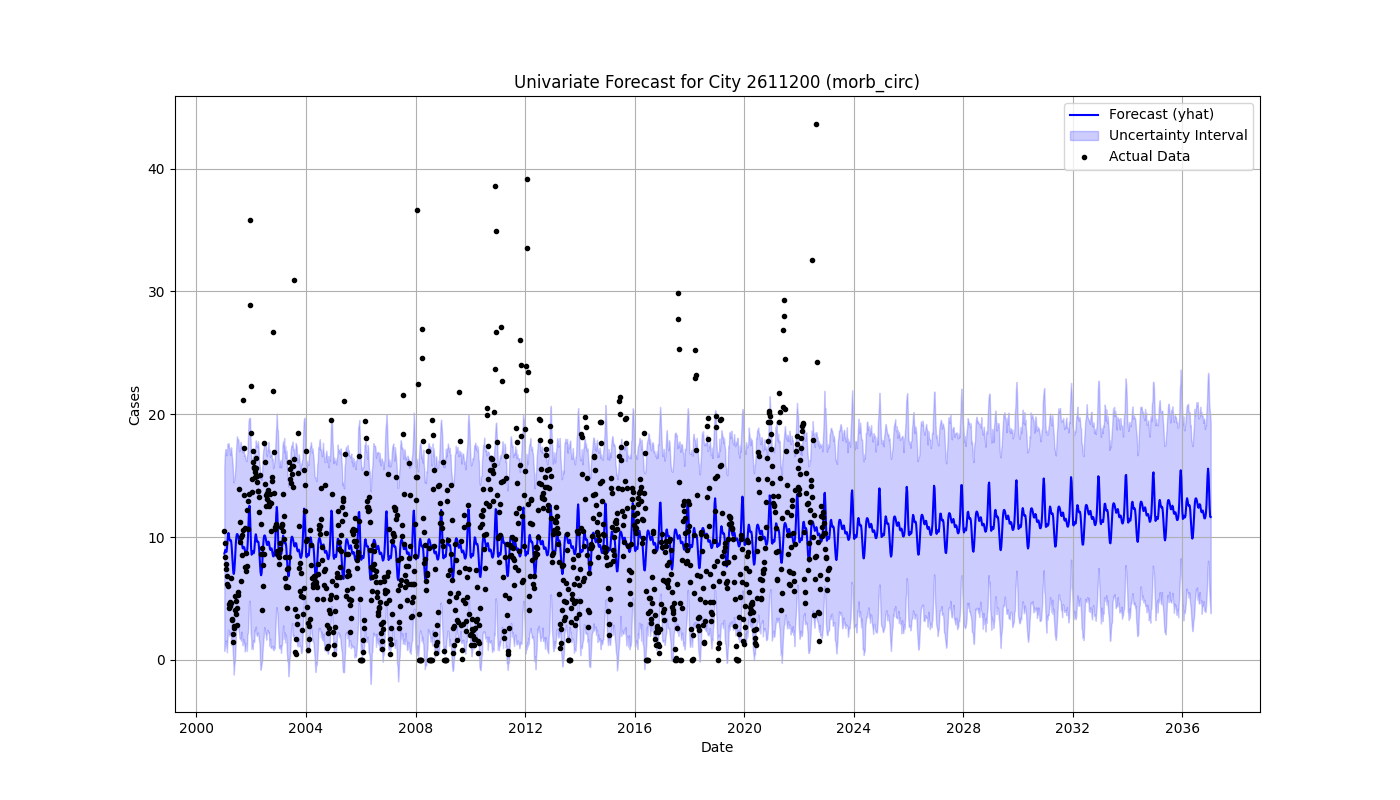 Univariate Forecast for City 2611200 (morb_circ)
Forecast (yhat)
Uncertainty Interval
Actual Data
Cases
40
30
20
10
0
2000 2004 2008 2012 2016 2020 2024 2028 2032 2036
Date